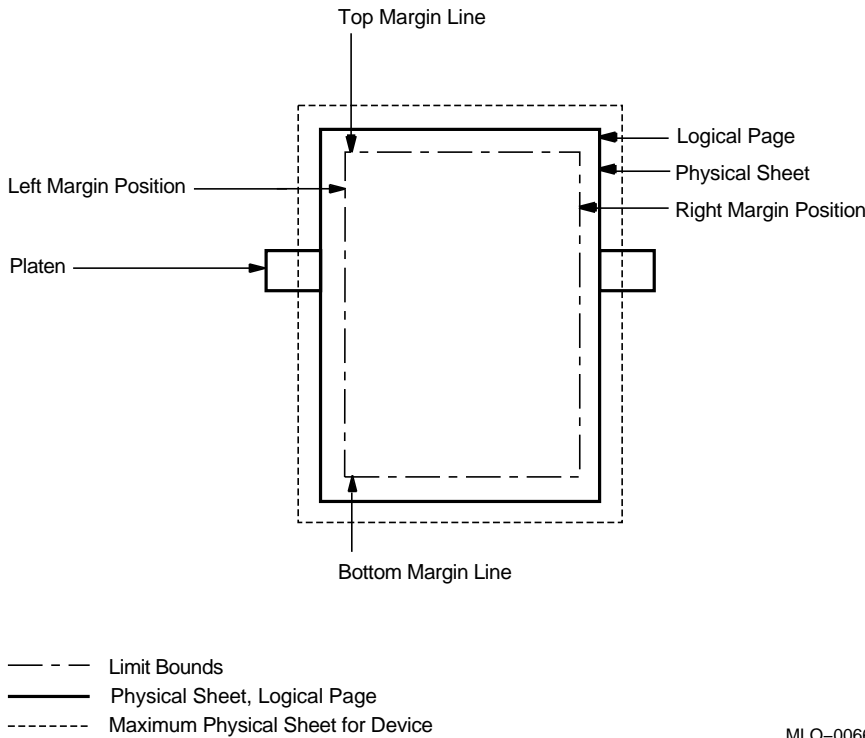 Top Margin Line
Logical Page
Physical Sheet
Left Margin Position
Right Margin Position
Platen
Bottom Margin Line
Limit Bounds
Physical Sheet, Logical Page
Maximum Physical Sheet for Device